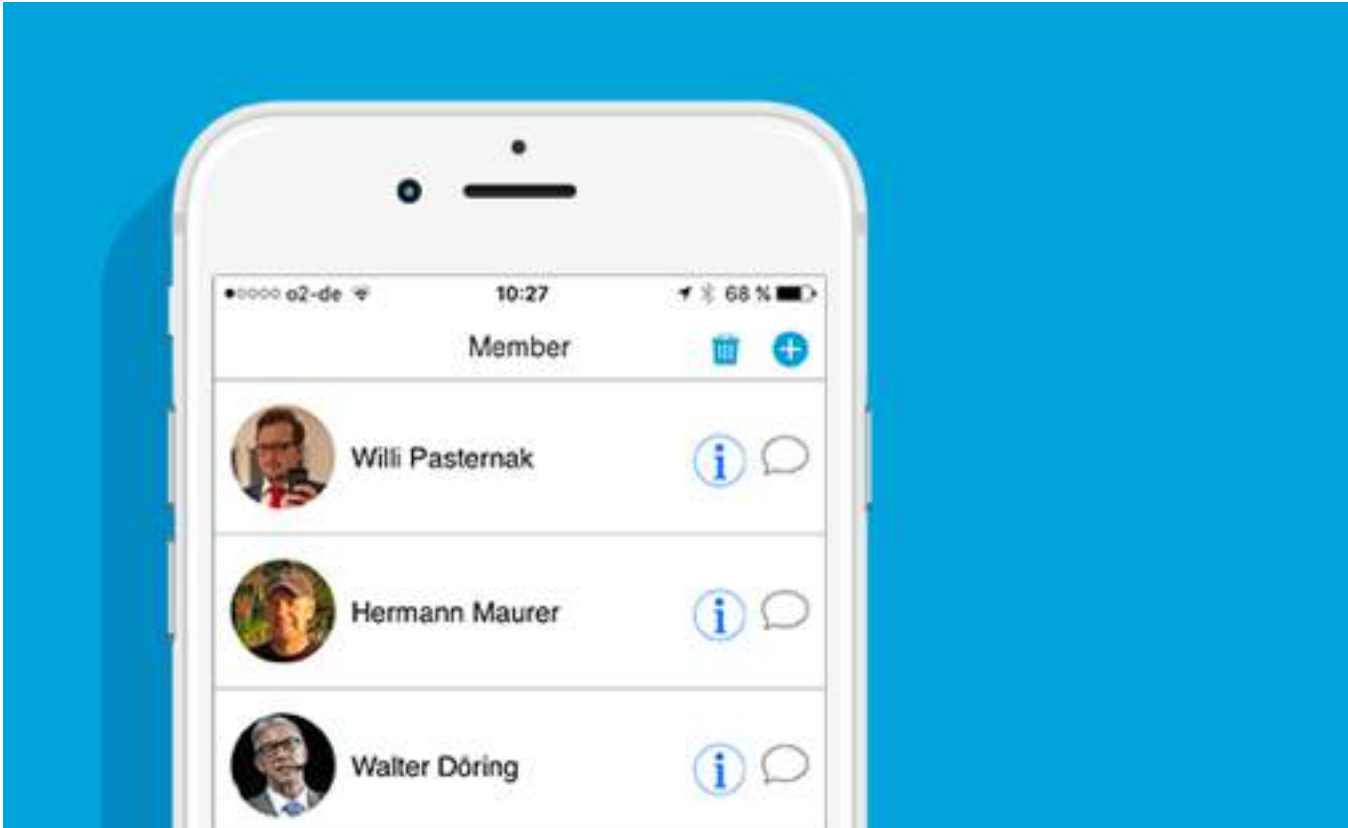 o2-de 10:27 68 %
Member
Willi Pasternak
Hermann Maurer
Walter Döring